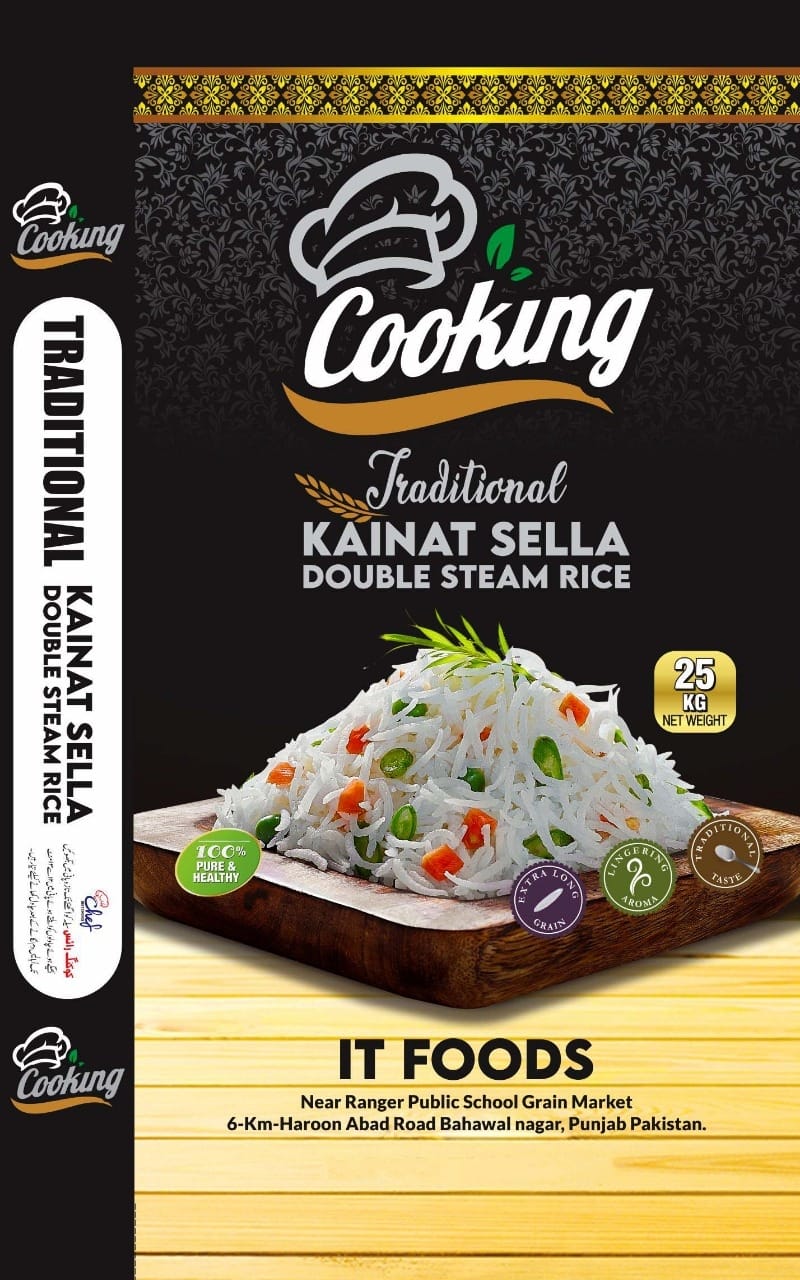 Cooking
Traditional
KAINAT SELLA
DOUBLE STEAM RICE
25
KG
NET WEIGHT
100%
PURE &
HEALTHY
EXTRA LONG
GRAIN
LINGERING
AROMA
TRADITIONAL
TASTE
IT FOODS
Near Ranger Public School Grain Market
6-Km-Haroon Abad Road Bahawal nagar, Punjab Pakistan.
Cooking
TRADITIONAL
KAINAT SELLA
DOUBLE STEAM RICE
Chef
کوکنگ رائس
Cooking